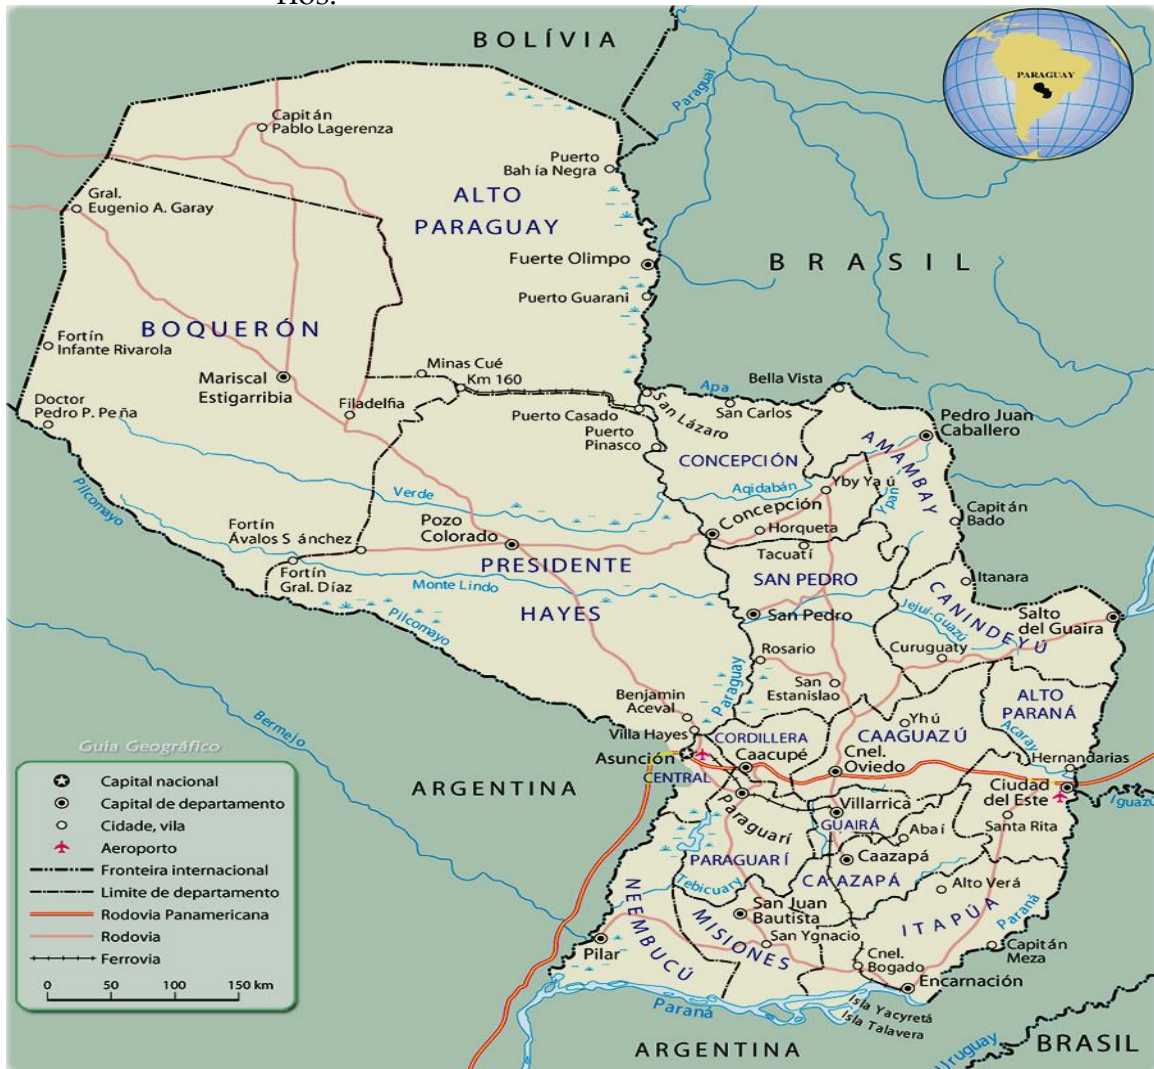 rios.
BOLÍVIA
Paraguai
PARAGUAY
Capitán
Pablo Lagerenza
Puerto
Bahía Negra
Gral.
Eugenio A. Garay
ALTO
PARAGUAY
Fuerte Olimpo
BRASIL
Puerto Guarani
BOQUERÓN
Fortín
Infante Rivarola
Minas Cué
Km 160
Mariscal
Estigarribia
Filadelfia
Doctor
Pedro P. Peña
Apa
Bella Vista
San Carlos
San Lázaro
Puerto Casado
Puerto
Pinasco
Pedro Juan
Caballero
CONCEPCIÓN
AMAMBAY
Pilcomayo
Verde
Aqidabán
Yby Ya ú
Ypan
Concepción
Horqueta
Capitán
Bado
Fortín
Ávalos S ánchez
Pozo
Colorado
Tacuatí
PRESIDENTE
HAYES
Fortín
Gral. Díaz
Monte Lindo
SAN PEDRO
Itanara
CANINDEYÚ
Pilcomayo
San Pedro
Jejuí-Guazú
Salto
del Guaira
Rosario
Curuguaty
Paraguay
San
Estanislao
Benjamin
Aceval
ALTO
PARANÁ
Yhú
CAAGUAZÚ
Acaray
Villa Hayes
CORDILLERA
Bermejo
Asunción
Caacupé
Cnel.
Oviedo
Hernandarias
CENTRAL
ARGENTINA
Ciudad
del Este
Iguazú
Paraguarí
Villarrica
GUAIRÁ
Abaí
Santa Rita
PARAGUARÍ
Caazapá
CAAZAPÁ
Tebicuary
Alto Verá
NEEMBUCÚ
San Juan
Bautista
MISIONES
ITAPÚA
Paraná
San Ygnacio
Pilar
Cnel.
Bogado
Capitán
Meza
Encarnación
Paraná
Isla Yacyretá
Isla Talavera
ARGENTINA
Uruguay
BRASIL
Guia Geográfico
Capital nacional
Capital de departamento
Cidade, vila
Aeroporto
Fronteira internacional
Limite de departamento
Rodovia Panamericana
Rodovia
Ferrovia
0 50 100 150 km